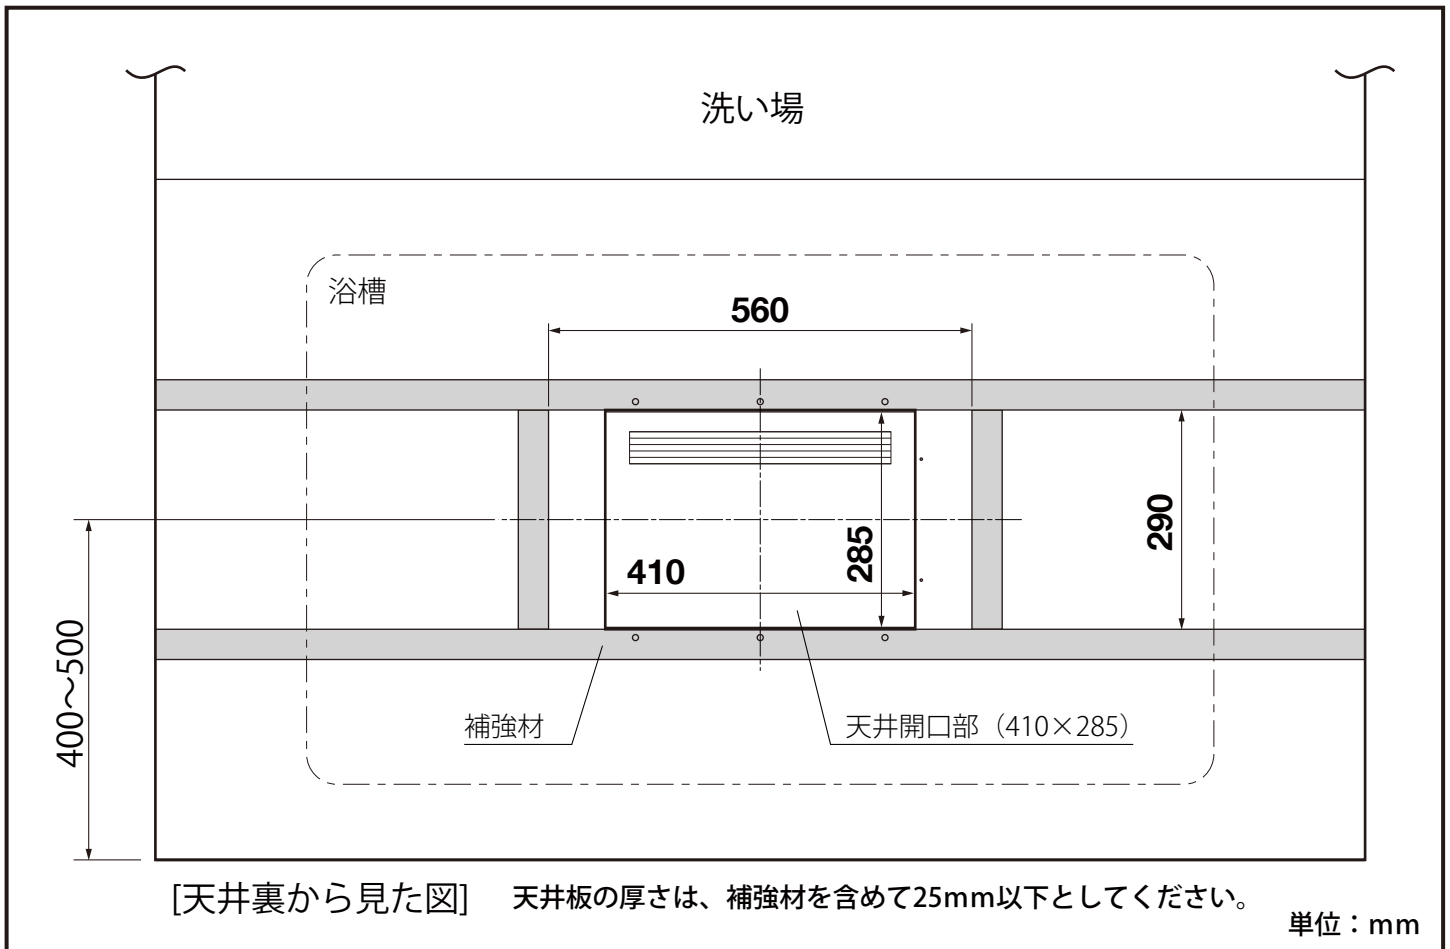 洗い場
浴槽
560
290
285
410
400〜500
補強材
天井開口部（410×285）
[天井裏から見た図]
天井板の厚さは、補強材を含めて25mm以下としてください。
単位：mm